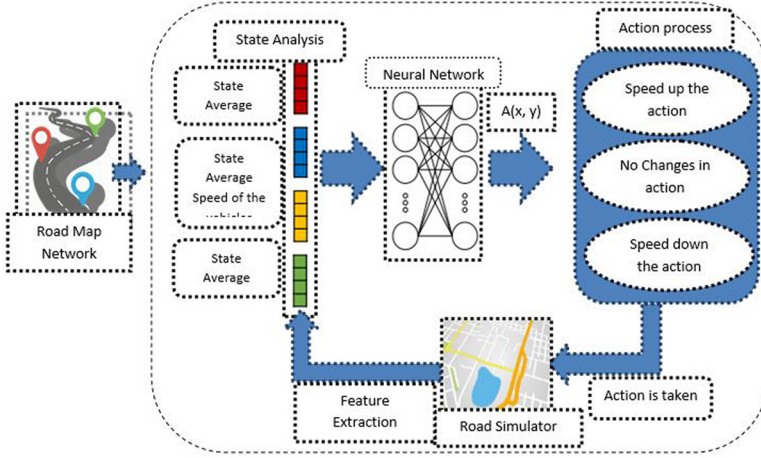 State Analysis
Action process
Neural Network
State
Average
A(x, y)
Speed up the
action
State
Average
Speed of the
No Changes in
action
Road Map
Network
State
Average
Speed down
the action
Feature
Extraction
Road Simulator
Action is taken